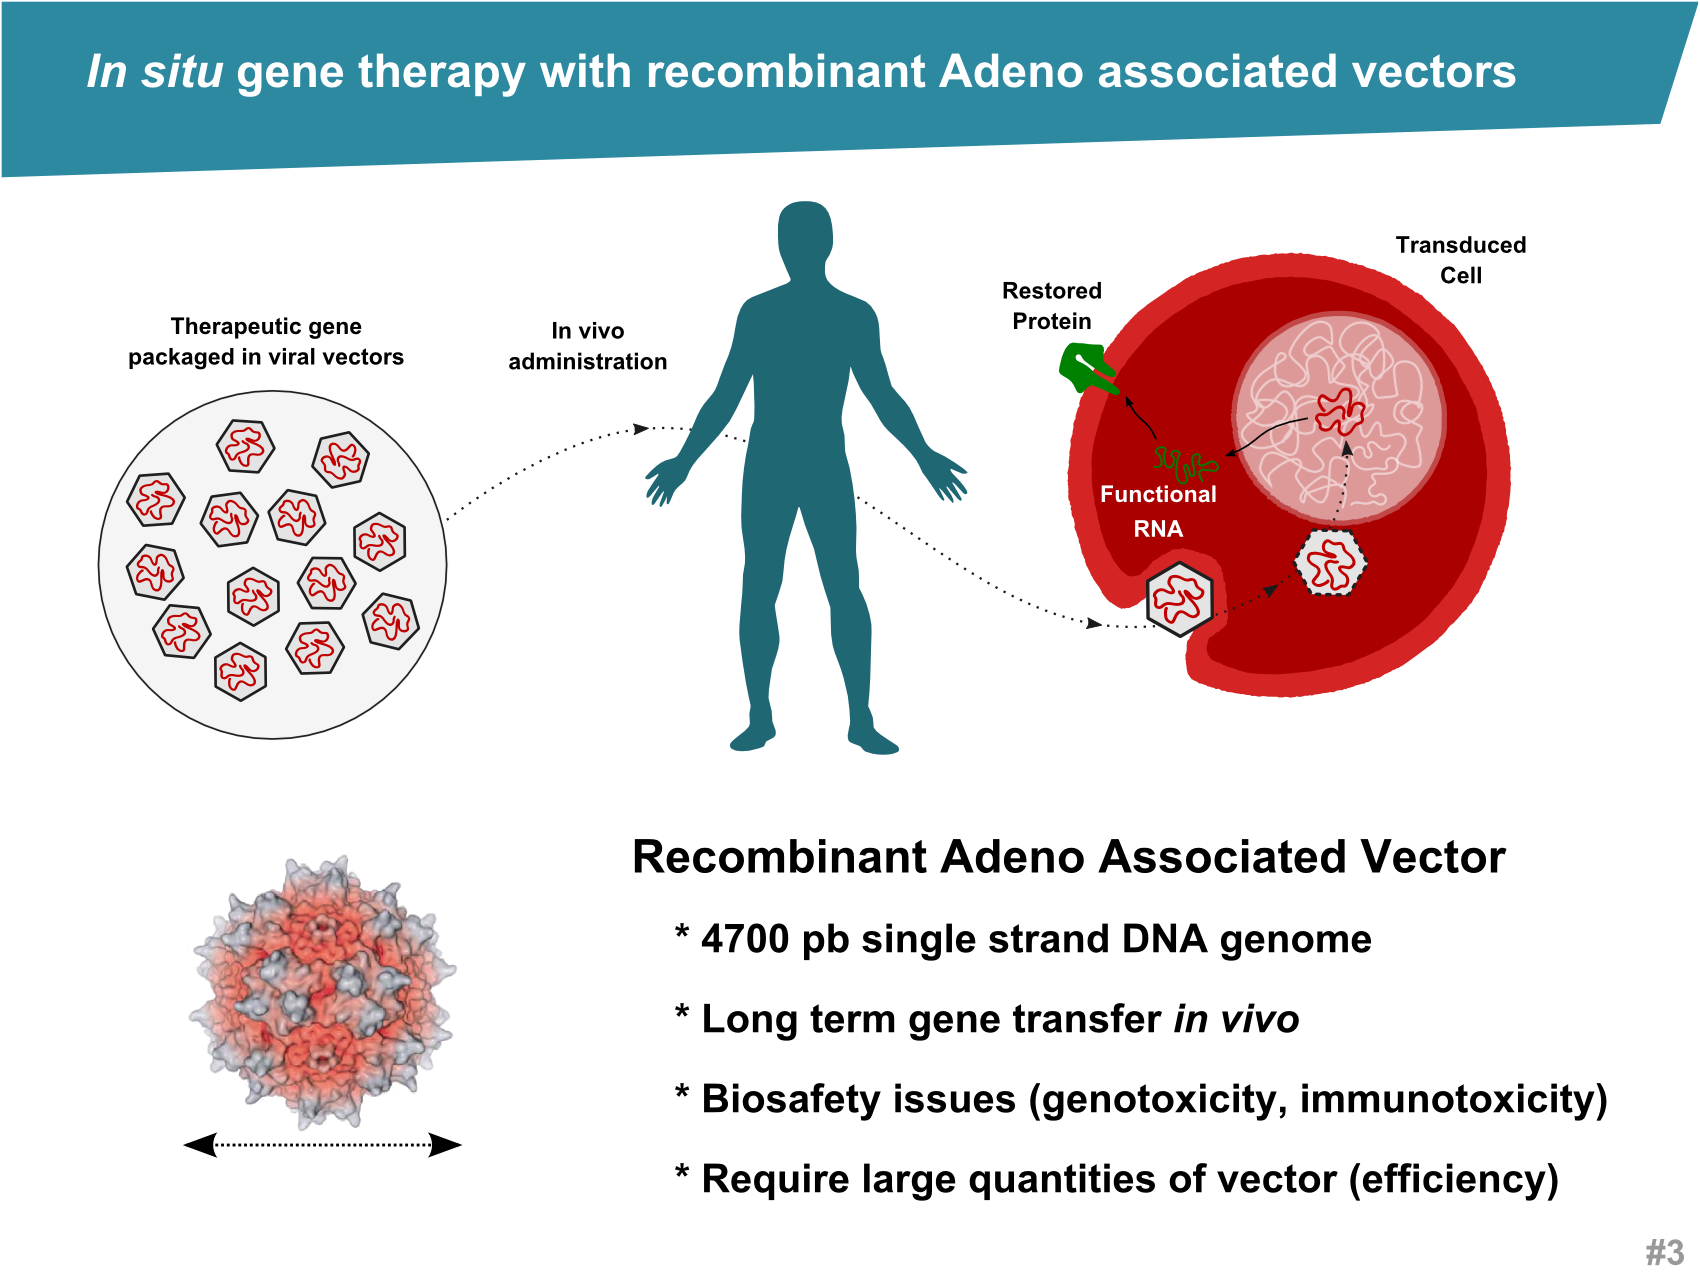 In situ gene therapy with recombinant Adeno associated vectors
Therapeutic gene
packaged in viral vectors
In vivo
administration
Restored
Protein
Transduced
Cell
Functional
RNA
Recombinant Adeno Associated Vector
* 4700 pb single strand DNA genome
* Long term gene transfer in vivo
* Biosafety issues (genotoxicity, immunotoxicity)
* Require large quantities of vector (efficiency)
#3